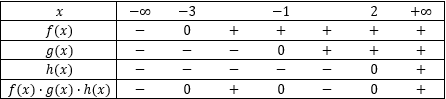 x −∞ −3 −1 2 +∞
f(x) − 0 + + + + +
g(x) − − − 0 + + +
h(x) − − − − − 0 +
f(x) · g(x) · h(x) − 0 + 0 − 0 +